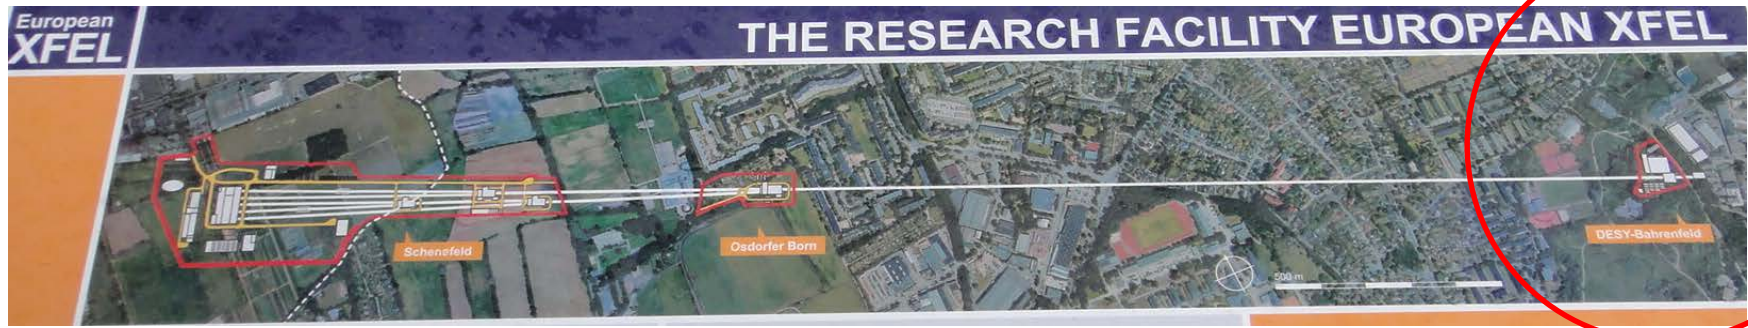 European
XFEL
THE RESEARCH FACILITY EUROPEAN XFEL
Schenefeld
Osdorfer Born
DESY-Bahrenfeld
500 m